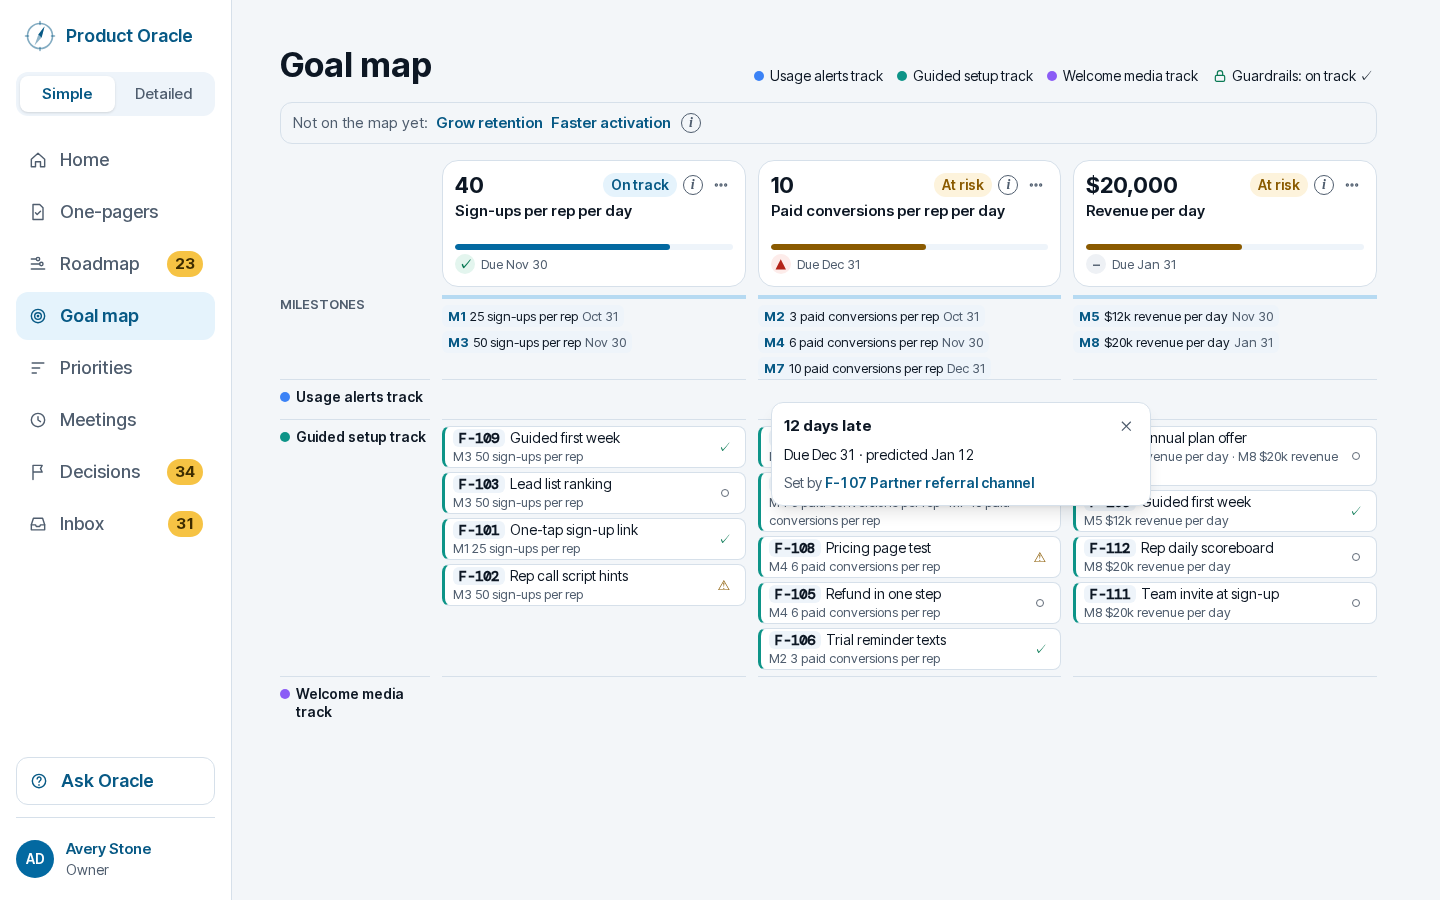 Product Oracle
Simple
Detailed
Home
One-pagers
Roadmap
23
Goal map
Priorities
Meetings
Decisions
34
Inbox
31
Ask Oracle
AD
Avery Stone
Owner
Goal map
Usage alerts track
Guided setup track
Welcome media track
Guardrails: on track ✓
Not on the map yet: Grow retention Faster activation i
40
On track
i
Sign-ups per rep per day
✓ Due Nov 30
10
At risk
i
Paid conversions per rep per day
▲ Due Dec 31
$20,000
At risk
i
Revenue per day
– Due Jan 31
MILESTONES
M1 25 sign-ups per rep Oct 31
M3 50 sign-ups per rep Nov 30
M2 3 paid conversions per rep Oct 31
M4 6 paid conversions per rep Nov 30
M7 10 paid conversions per rep Dec 31
M5 $12k revenue per day Nov 30
M8 $20k revenue per day Jan 31
Usage alerts track
Guided setup track
F-109 Guided first week
M3 50 sign-ups per rep
✓
F-103 Lead list ranking
M3 50 sign-ups per rep
○
F-101 One-tap sign-up link
M1 25 sign-ups per rep
✓
F-102 Rep call script hints
M3 50 sign-ups per rep
⚠
12 days late
Due Dec 31 · predicted Jan 12
Set by F-107 Partner referral channel
conversions per rep
F-108 Pricing page test
M4 6 paid conversions per rep
⚠
F-105 Refund in one step
M4 6 paid conversions per rep
○
F-106 Trial reminder texts
M2 3 paid conversions per rep
✓
nnual plan offer
venue per day · M8 $20k revenue
○
Guided first week
M5 $12k revenue per day
✓
F-112 Rep daily scoreboard
M8 $20k revenue per day
○
F-111 Team invite at sign-up
M8 $20k revenue per day
○
Welcome media
track